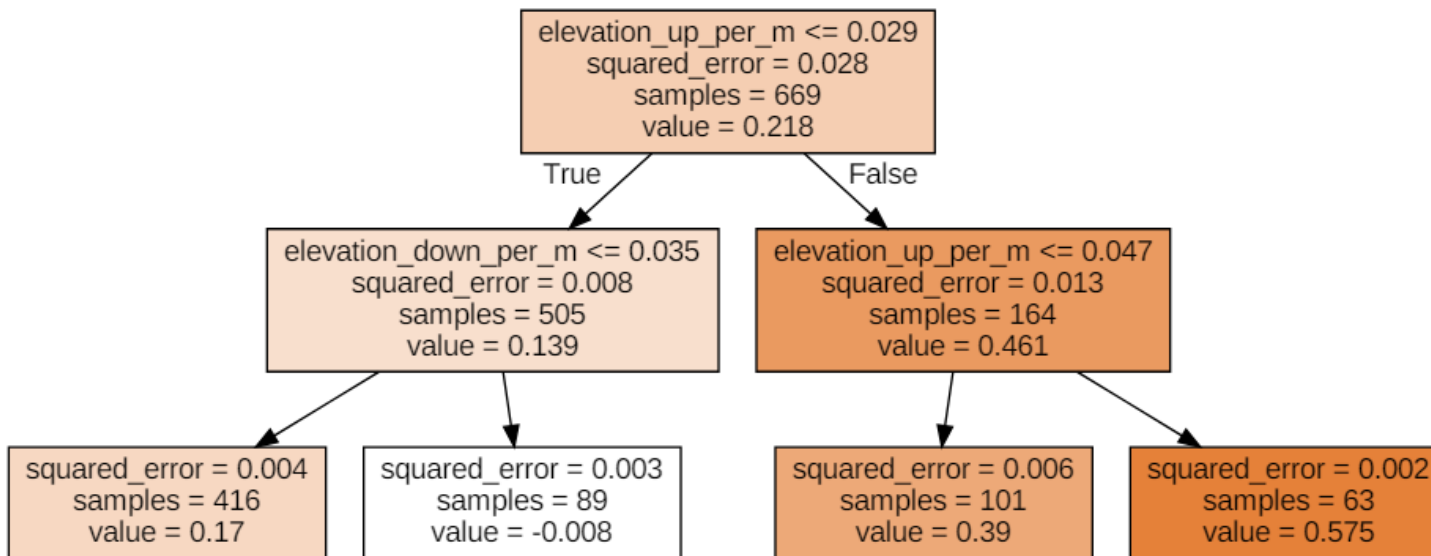 elevation_up_per_m <= 0.029
squared_error = 0.028
samples = 669
value = 0.218
True
False
elevation_down_per_m <= 0.035
squared_error = 0.008
samples = 505
value = 0.139
elevation_up_per_m <= 0.047
squared_error = 0.013
samples = 164
value = 0.461
squared_error = 0.004
samples = 416
value = 0.17
squared_error = 0.003
samples = 89
value = -0.008
squared_error = 0.006
samples = 101
value = 0.39
squared_error = 0.002
samples = 63
value = 0.575